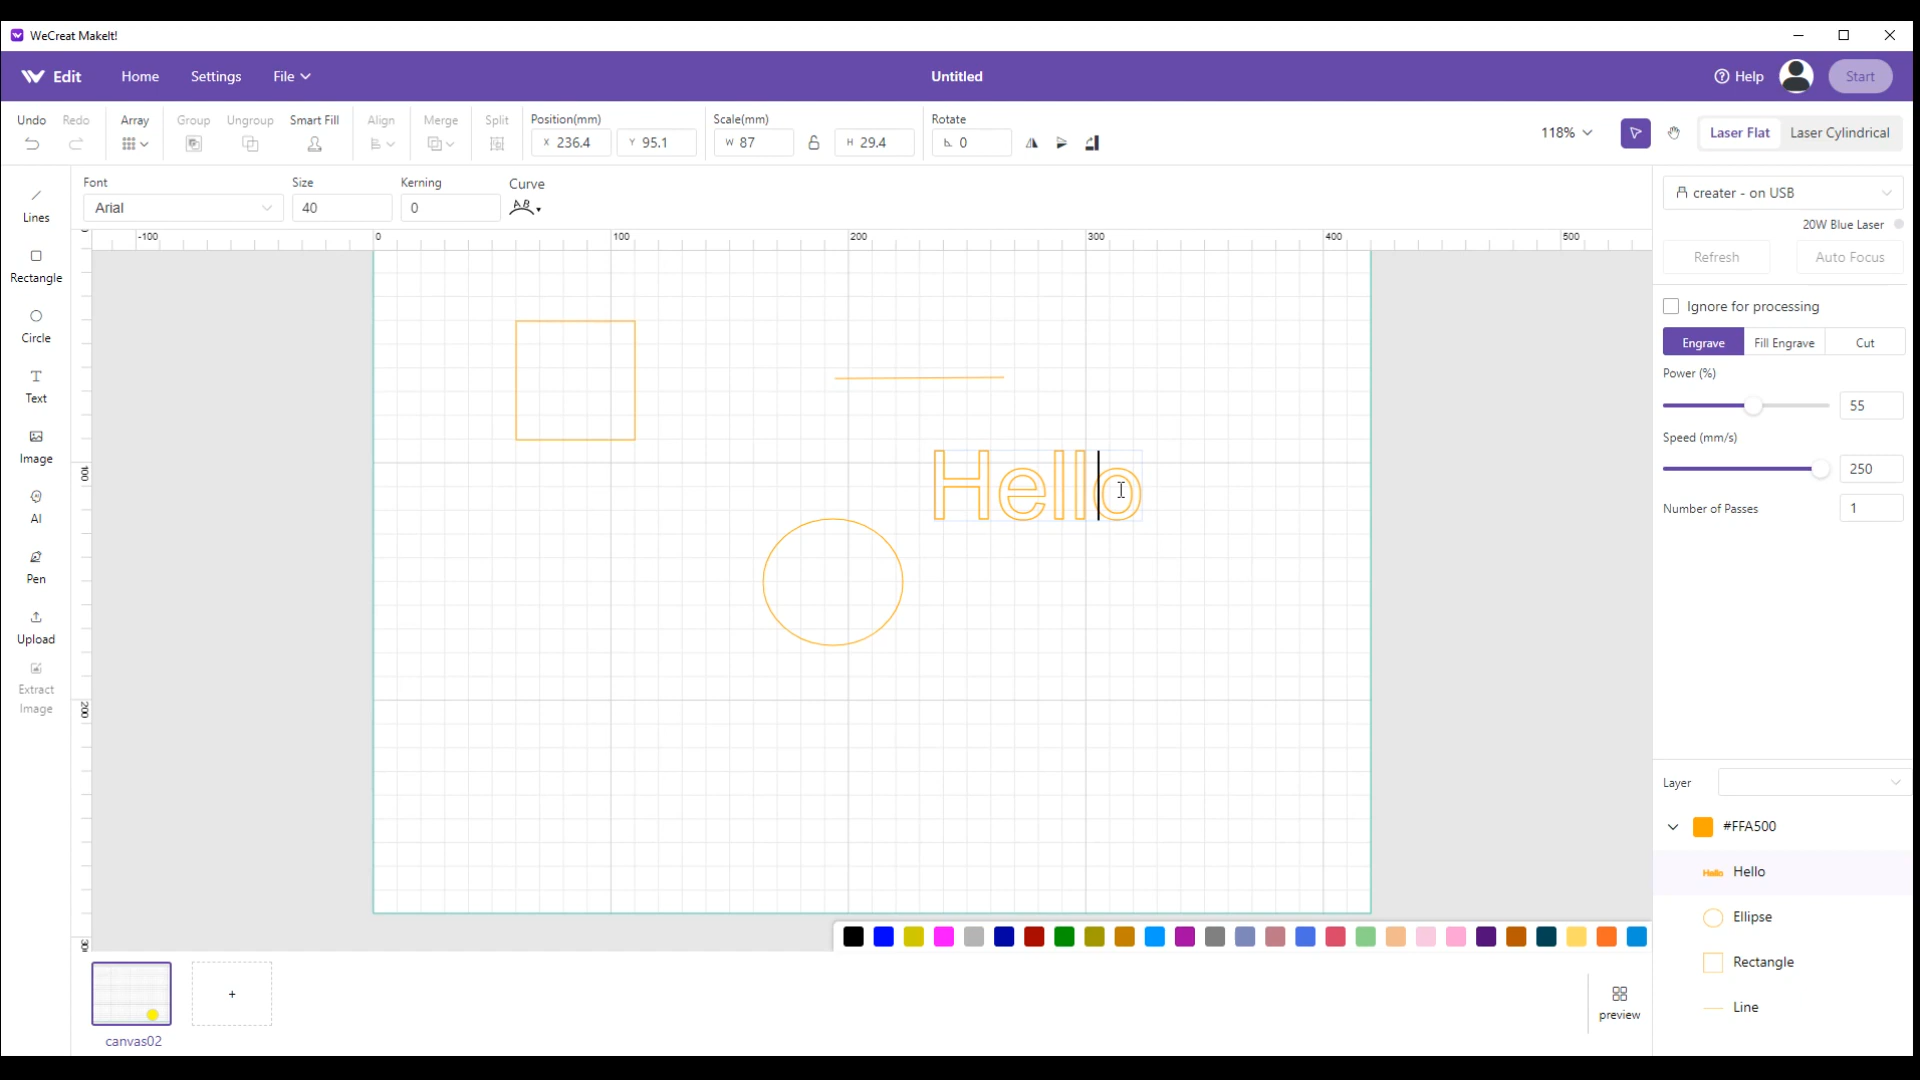 WeCreat MakeIt!
Edit Home Settings File Untitled Help Start
Undo Redo Array Group Ungroup Smart Fill Align Merge Split Position(mm) Scale(mm) Rotate
X 236.4 Y 95.1 W 87 H 29.4 0 118% Laser Flat Laser Cylindrical
Font Size Kerning Curve
Arial 40 0 AB
-100 0 100 200 300 400 500
100
200
Lines
Rectangle
Circle
Text
Image
AI
Pen
Upload
Extract
Image
Hello
creater - on USB
20W Blue Laser
Refresh Auto Focus
Ignore for processing
Engrave Fill Engrave Cut
Power (%)
55
Speed (mm/s)
250
Number of Passes 1
Layer
#FFA500
Hello Hello
Ellipse
Rectangle
Line
+
canvas02
preview